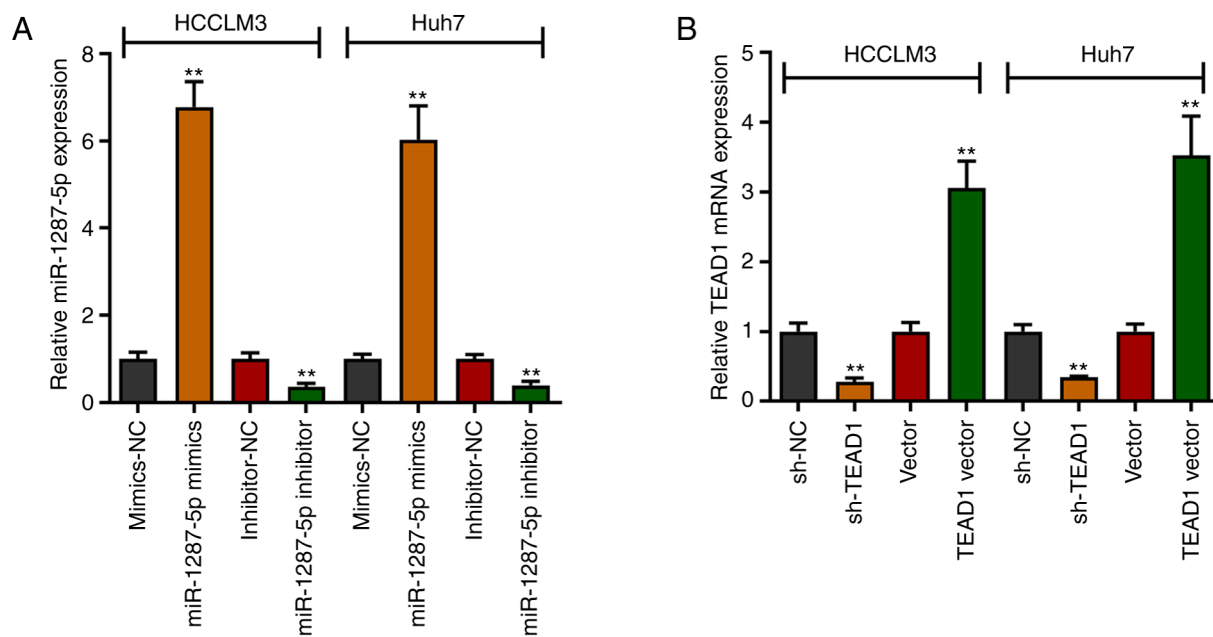 A
HCCLM3
Huh7
Relative miR-1287-5p expression
8
6
4
2
0
**
**
**
**
Mimics-NC
miR-1287-5p mimics
Inhibitor-NC
miR-1287-5p inhibitor
Mimics-NC
miR-1287-5p mimics
Inhibitor-NC
miR-1287-5p inhibitor
B
HCCLM3
Huh7
Relative TEAD1 mRNA expression
5
4
3
2
1
0
**
**
**
**
sh-NC
sh-TEAD1
Vector
TEAD1 vector
sh-NC
sh-TEAD1
Vector
TEAD1 vector